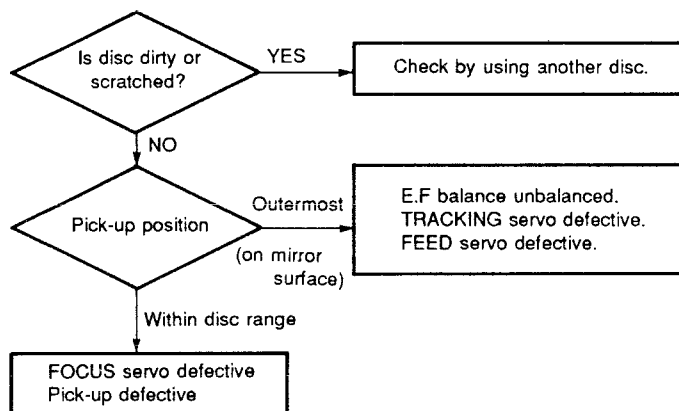 Is disc dirty or
scratched?
YES
Check by using another disc.
NO
Pick-up position
Outermost
(on mirror
surface)
E.F balance unbalanced.
TRACKING servo defective.
FEED servo defective.
Within disc range
FOCUS servo defective
Pick-up defective